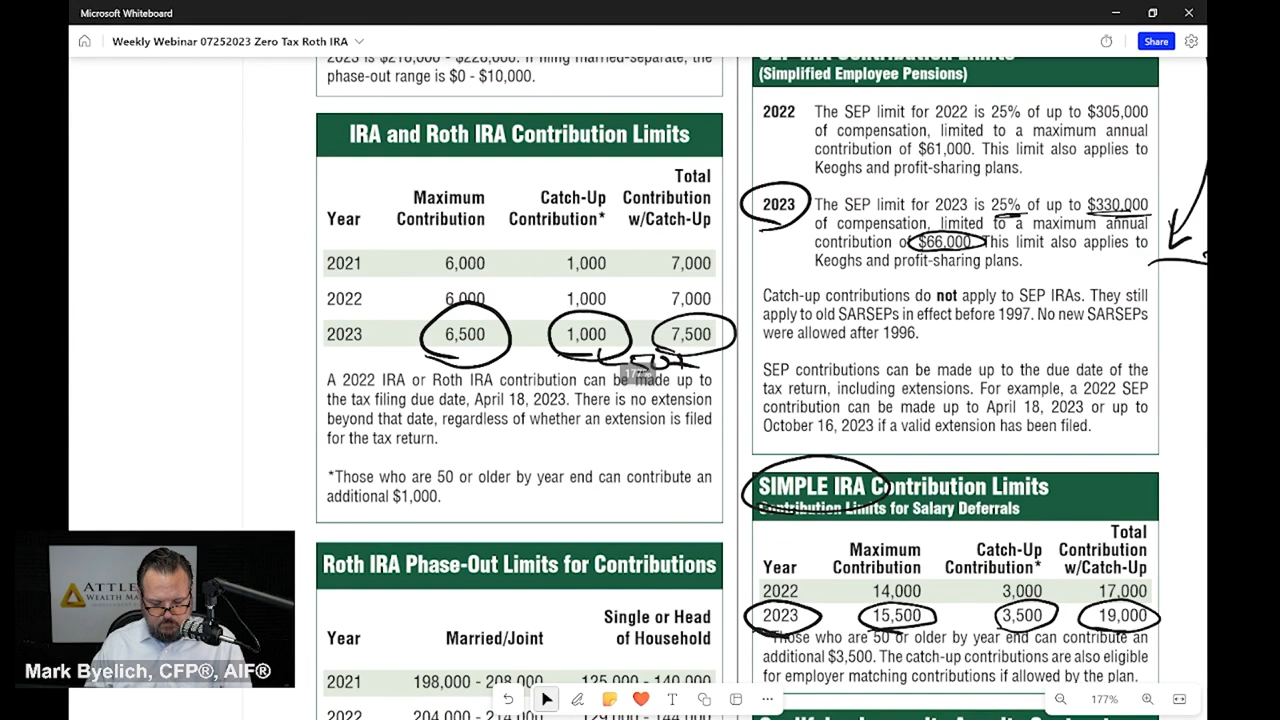 Microsoft Whiteboard
Weekly Webinar 07252023 Zero Tax Roth IRA
Share
phase-out range is $0 - $10,000.
IRA and Roth IRA Contribution Limits
Year Maximum Contribution Catch-Up Contribution* Total Contribution w/Catch-Up
2021 6,000 1,000 7,000
2022 6,000 1,000 7,000
2023 6,500 1,000 7,500
50+
A 2022 IRA or Roth IRA contribution can be made up to
the tax filing due date, April 18, 2023. There is no extension
beyond that date, regardless of whether an extension is filed
for the tax return.
*Those who are 50 or older by year end can contribute an
additional $1,000.
Roth IRA Phase-Out Limits for Contributions
Year Married/Joint Single or Head of Household
2021 198,000 - 208,000 125,000 - 140,000
2022 204,000 - 214,000 129,000 - 144,000
SEP IRA Contribution Limits
(Simplified Employee Pensions)
2022 The SEP limit for 2022 is 25% of up to $305,000
of compensation, limited to a maximum annual
contribution of $61,000. This limit also applies to
Keoghs and profit-sharing plans.
2023 The SEP limit for 2023 is 25% of up to $330,000
of compensation, limited to a maximum annual
contribution of $66,000 This limit also applies to
Keoghs and profit-sharing plans.
Catch-up contributions do not apply to SEP IRAs. They still
apply to old SARSEPs in effect before 1997. No new SARSEPs
were allowed after 1996.
SEP contributions can be made up to the due date of the
tax return, including extensions. For example, a 2022 SEP
contribution can be made up to April 18, 2023 or up to
October 16, 2023 if a valid extension has been filed.
SIMPLE IRA Contribution Limits
Contribution Limits for Salary Deferrals
Year Maximum Contribution Catch-Up Contribution* Total Contribution w/Catch-Up
2022 14,000 3,000 17,000
2023 15,500 3,500 19,000
*Those who are 50 or older by year end can contribute an
additional $3,500. The catch-up contributions are also eligible
for employer matching contributions if allowed by the plan.
177%
177%
Mark Byelich, CFP®, AIF®